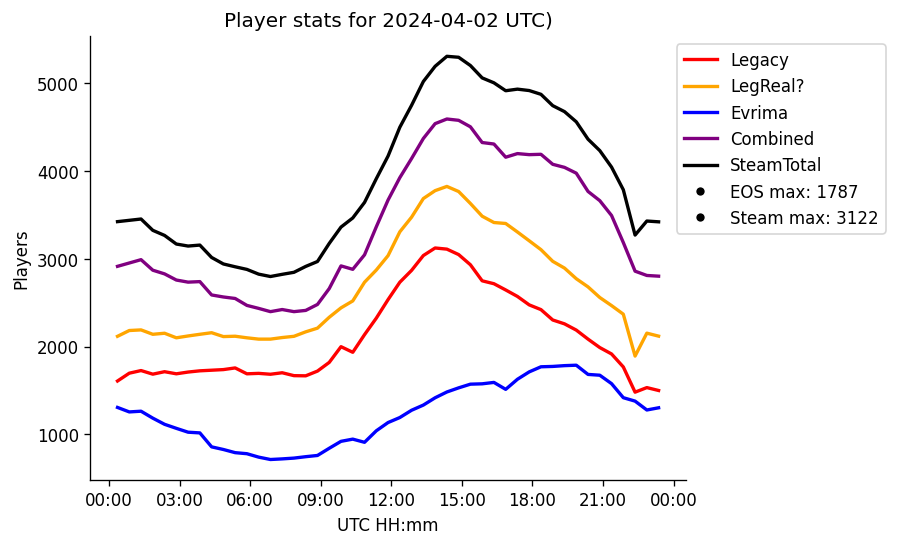 Player stats for 2024-04-02 UTC)
Players
5000
4000
3000
2000
1000
00:00 03:00 06:00 09:00 12:00 15:00 18:00 21:00 00:00
UTC HH:mm
Legacy
LegReal?
Evrima
Combined
SteamTotal
EOS max: 1787
Steam max: 3122